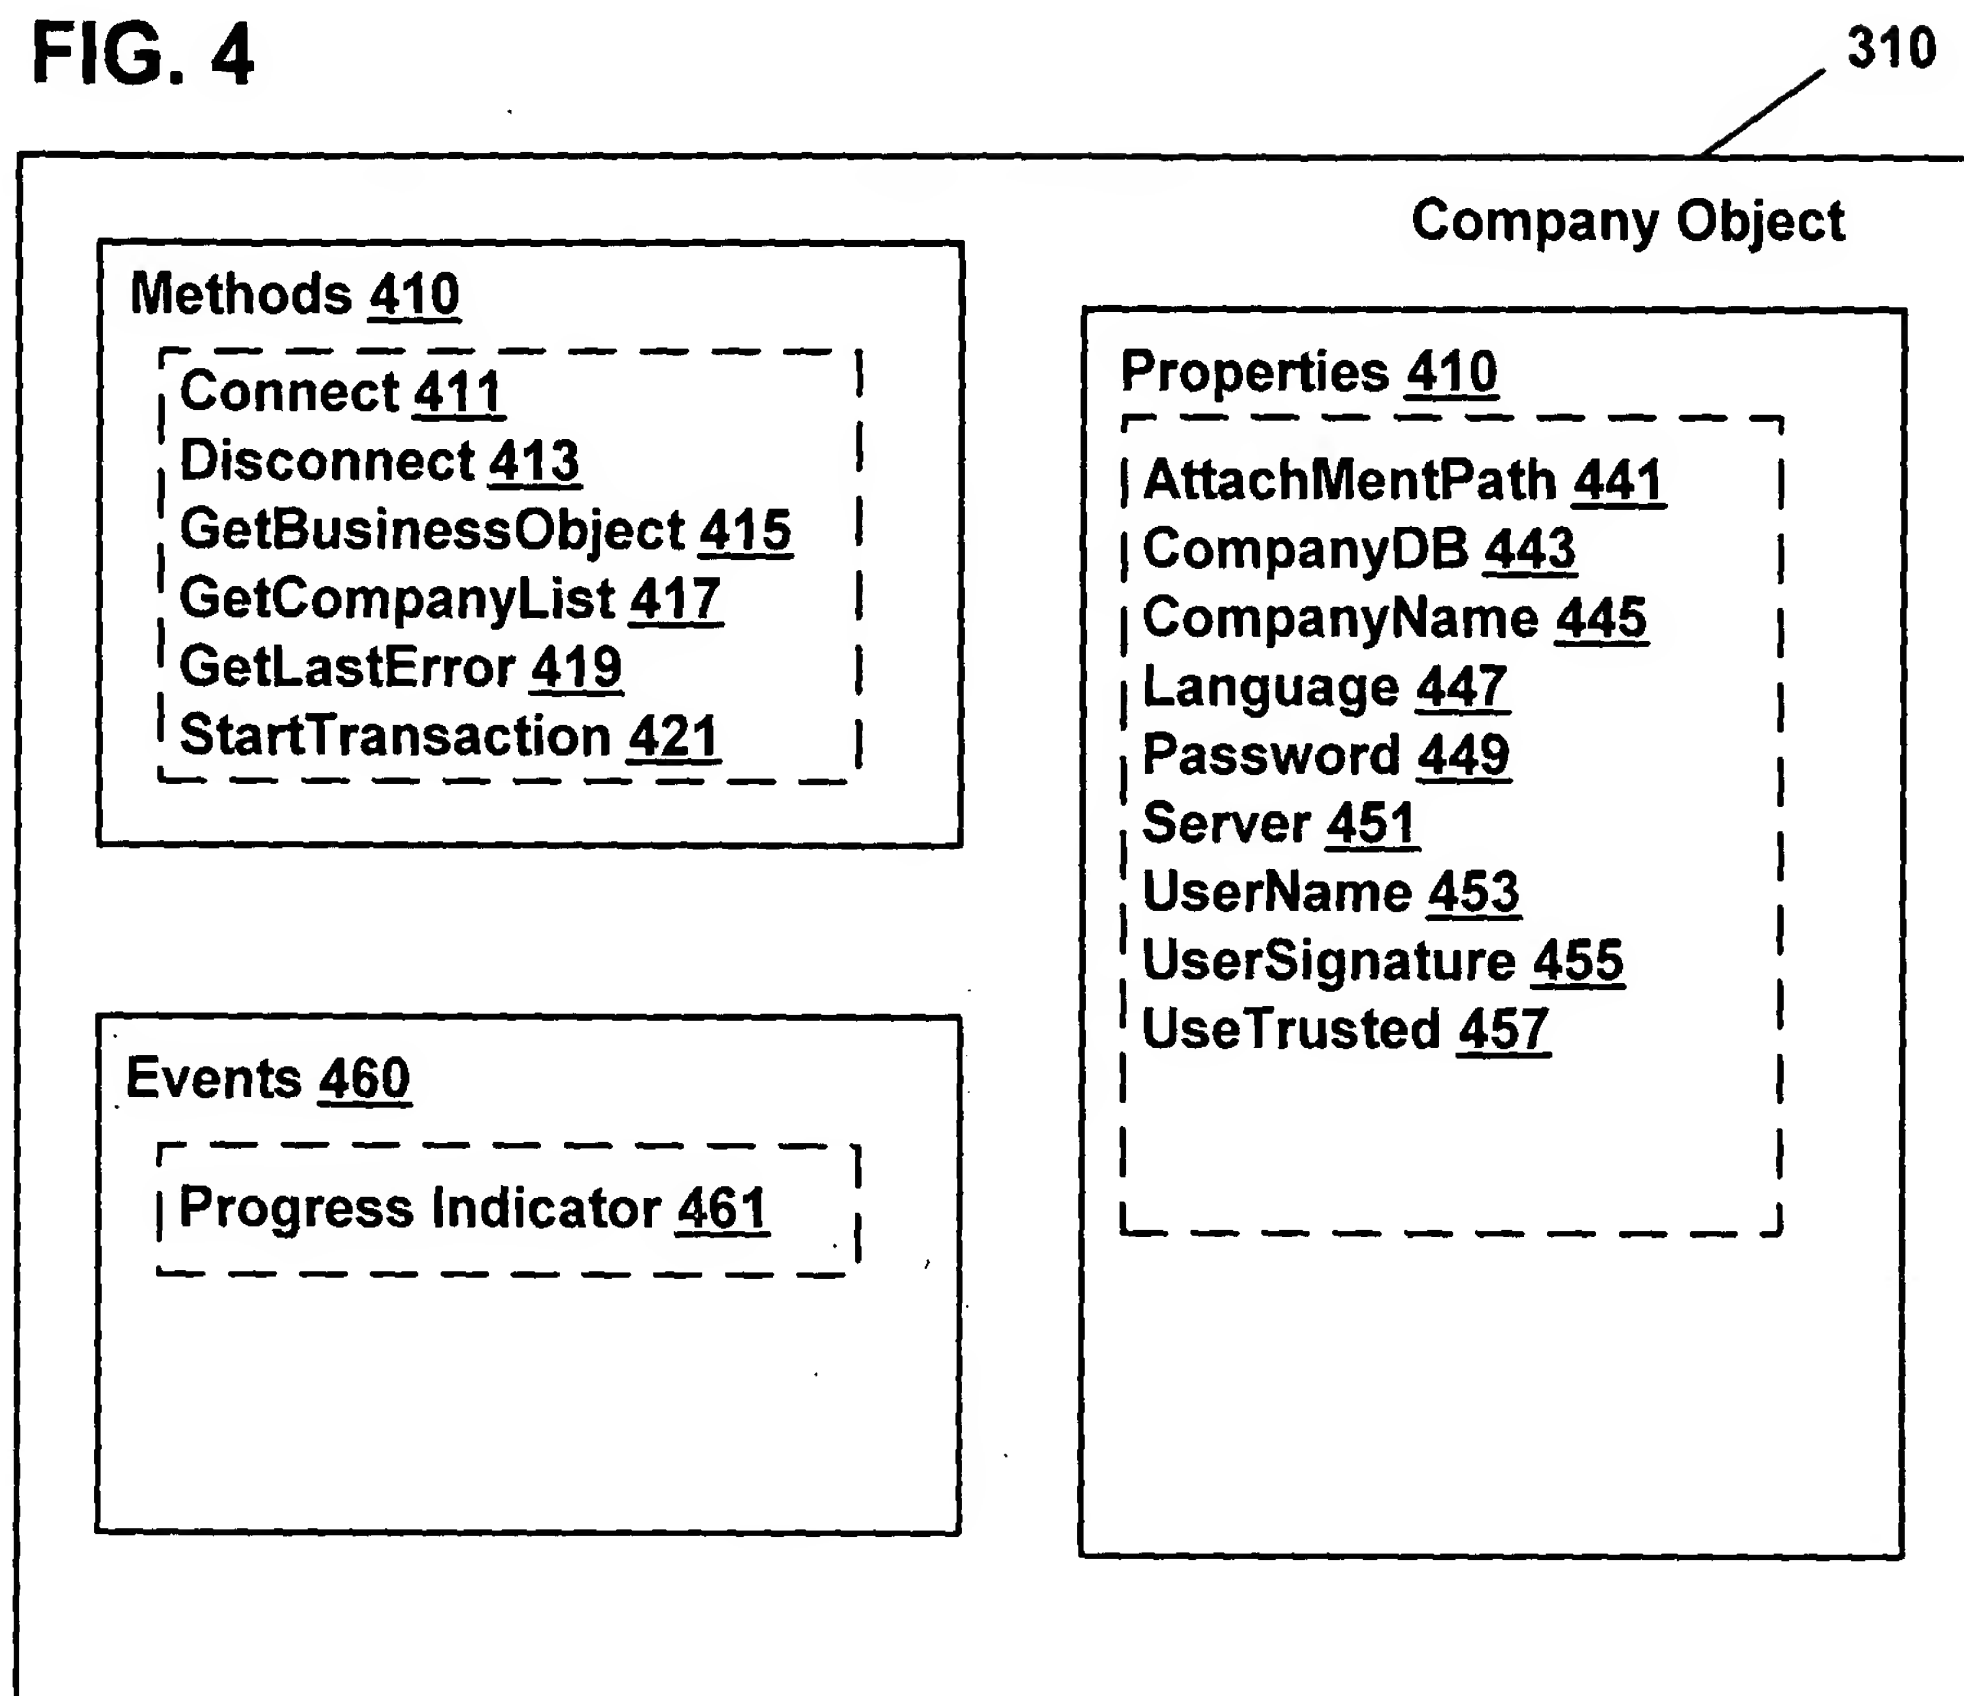 FIG. 4
310
Company Object
Methods 410
Connect 411
Disconnect 413
GetBusinessObject 415
GetCompanyList 417
GetLastError 419
StartTransaction 421
Events 460
Progress Indicator 461
Properties 410
AttachMentPath 441
CompanyDB 443
CompanyName 445
Language 447
Password 449
Server 451
UserName 453
UserSignature 455
UseTrusted 457